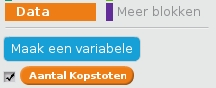 Data Meer blokken
Maak een variabele
Aantal Kopstoten